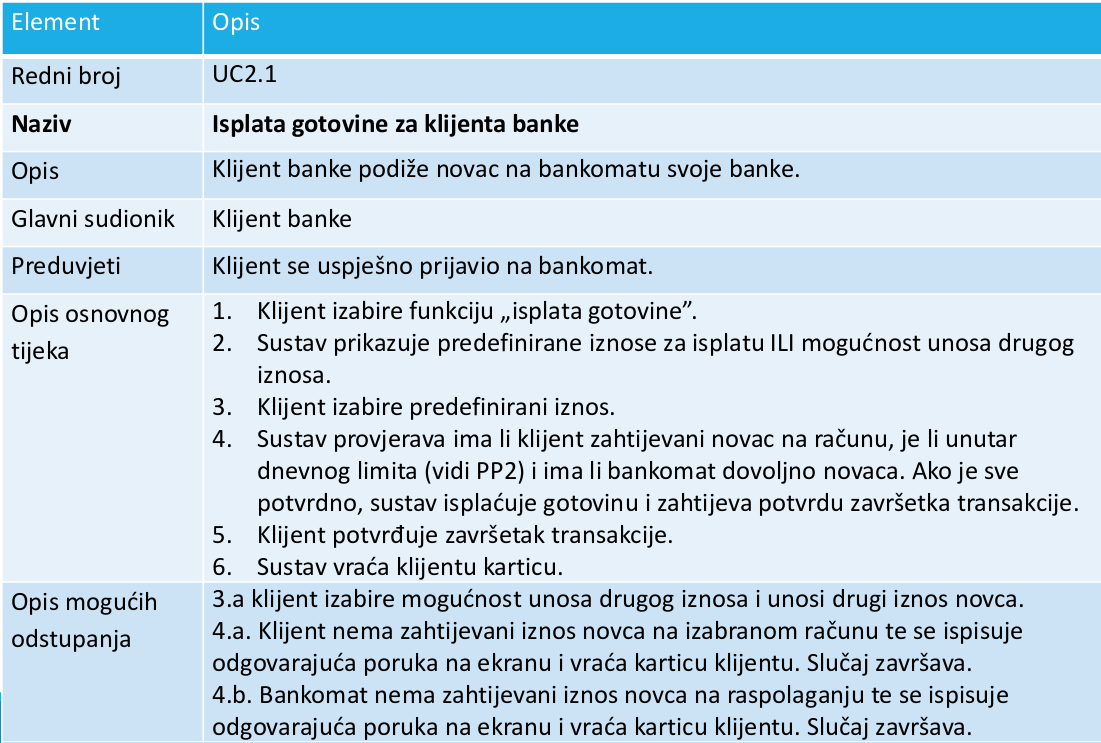 Element Opis
Redni broj UC2.1
Naziv Isplata gotovine za klijenta banke
Opis Klijent banke podiže novac na bankomatu svoje banke.
Glavni sudionik Klijent banke
Preduvjeti Klijent se uspješno prijavio na bankomat.
Opis osnovnog
tijeka
1. Klijent izabire funkciju „isplata gotovine”.
2. Sustav prikazuje predefinirane iznose za isplatu ILI mogućnost unosa drugog
iznosa.
3. Klijent izabire predefinirani iznos.
4. Sustav provjerava ima li klijent zahtijevani novac na računu, je li unutar
dnevnog limita (vidi PP2) i ima li bankomat dovoljno novaca. Ako je sve
potvrdno, sustav isplaćuje gotovinu i zahtijeva potvrdu završetka transakcije.
5. Klijent potvrđuje završetak transakcije.
6. Sustav vraća klijentu karticu.
Opis mogućih
odstupanja
3.a klijent izabire mogućnost unosa drugog iznosa i unosi drugi iznos novca.
4.a. Klijent nema zahtijevani iznos novca na izabranom računu te se ispisuje
odgovarajuća poruka na ekranu i vraća karticu klijentu. Slučaj završava.
4.b. Bankomat nema zahtijevani iznos novca na raspolaganju te se ispisuje
odgovarajuća poruka na ekranu i vraća karticu klijentu. Slučaj završava.